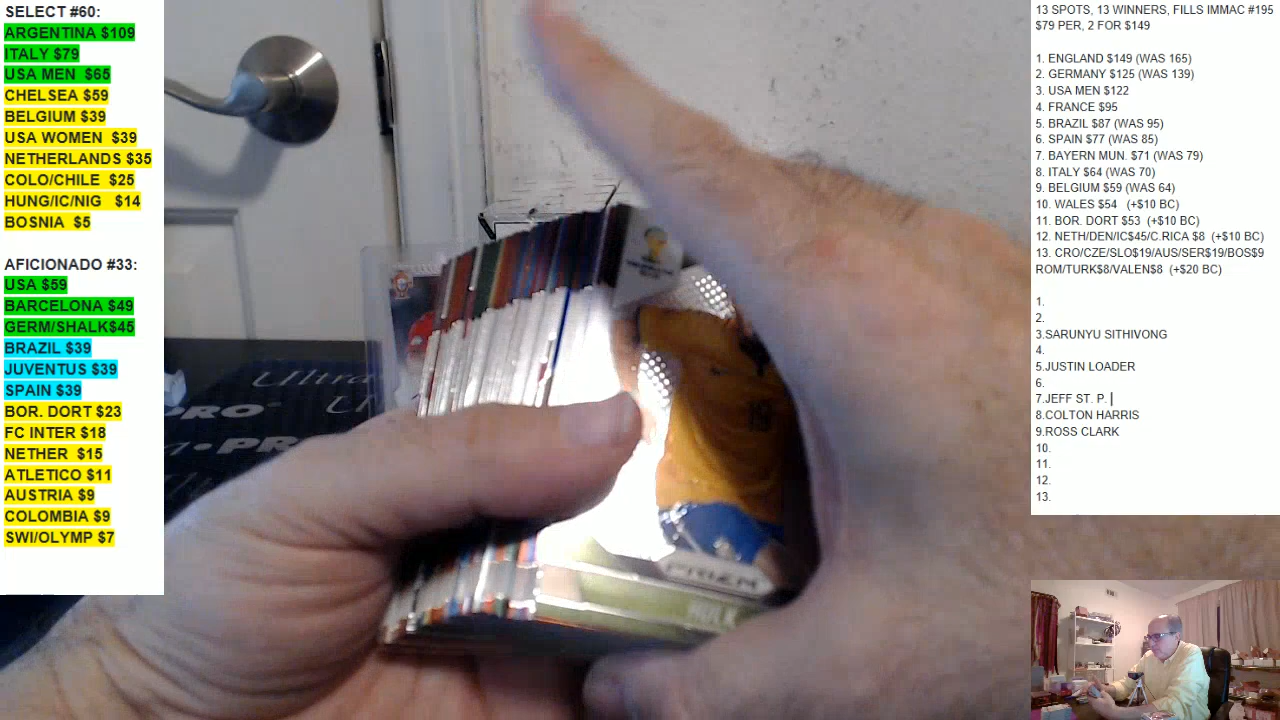 SELECT #60:
ARGENTINA $109
ITALY $79
USA MEN $65
CHELSEA $59
BELGIUM $39
USA WOMEN $39
NETHERLANDS $35
COLO/CHILE $25
HUNG/IC/NIG $14
BOSNIA $5
AFICIONADO #33:
USA $59
BARCELONA $49
GERM/SHALK$45
BRAZIL $39
JUVENTUS $39
SPAIN $39
BOR. DORT $23
FC INTER $18
NETHER $15
ATLETICO $11
AUSTRIA $9
COLOMBIA $9
SWI/OLYMP $7
Ultra
PRO
PRO
PRIZM
HULK
13 SPOTS, 13 WINNERS, FILLS IMMAC #195
$79 PER, 2 FOR $149
1. ENGLAND $149 (WAS 165)
2. GERMANY $125 (WAS 139)
3. USA MEN $122
4. FRANCE $95
5. BRAZIL $87 (WAS 95)
6. SPAIN $77 (WAS 85)
7. BAYERN MUN. $71 (WAS 79)
8. ITALY $64 (WAS 70)
9. BELGIUM $59 (WAS 64)
10. WALES $54 (+$10 BC)
11. BOR. DORT $53 (+$10 BC)
12. NETH/DEN/IC$45/C.RICA $8 (+$10 BC)
13. CRO/CZE/SLO$19/AUS/SER$19/BOS$9
ROM/TURK$8/VALEN$8 (+$20 BC)
1.
2.
3.SARUNYU SITHIVONG
4.
5.JUSTIN LOADER
6.
7.JEFF ST. P.
8.COLTON HARRIS
9.ROSS CLARK
10.
11.
12.
13.